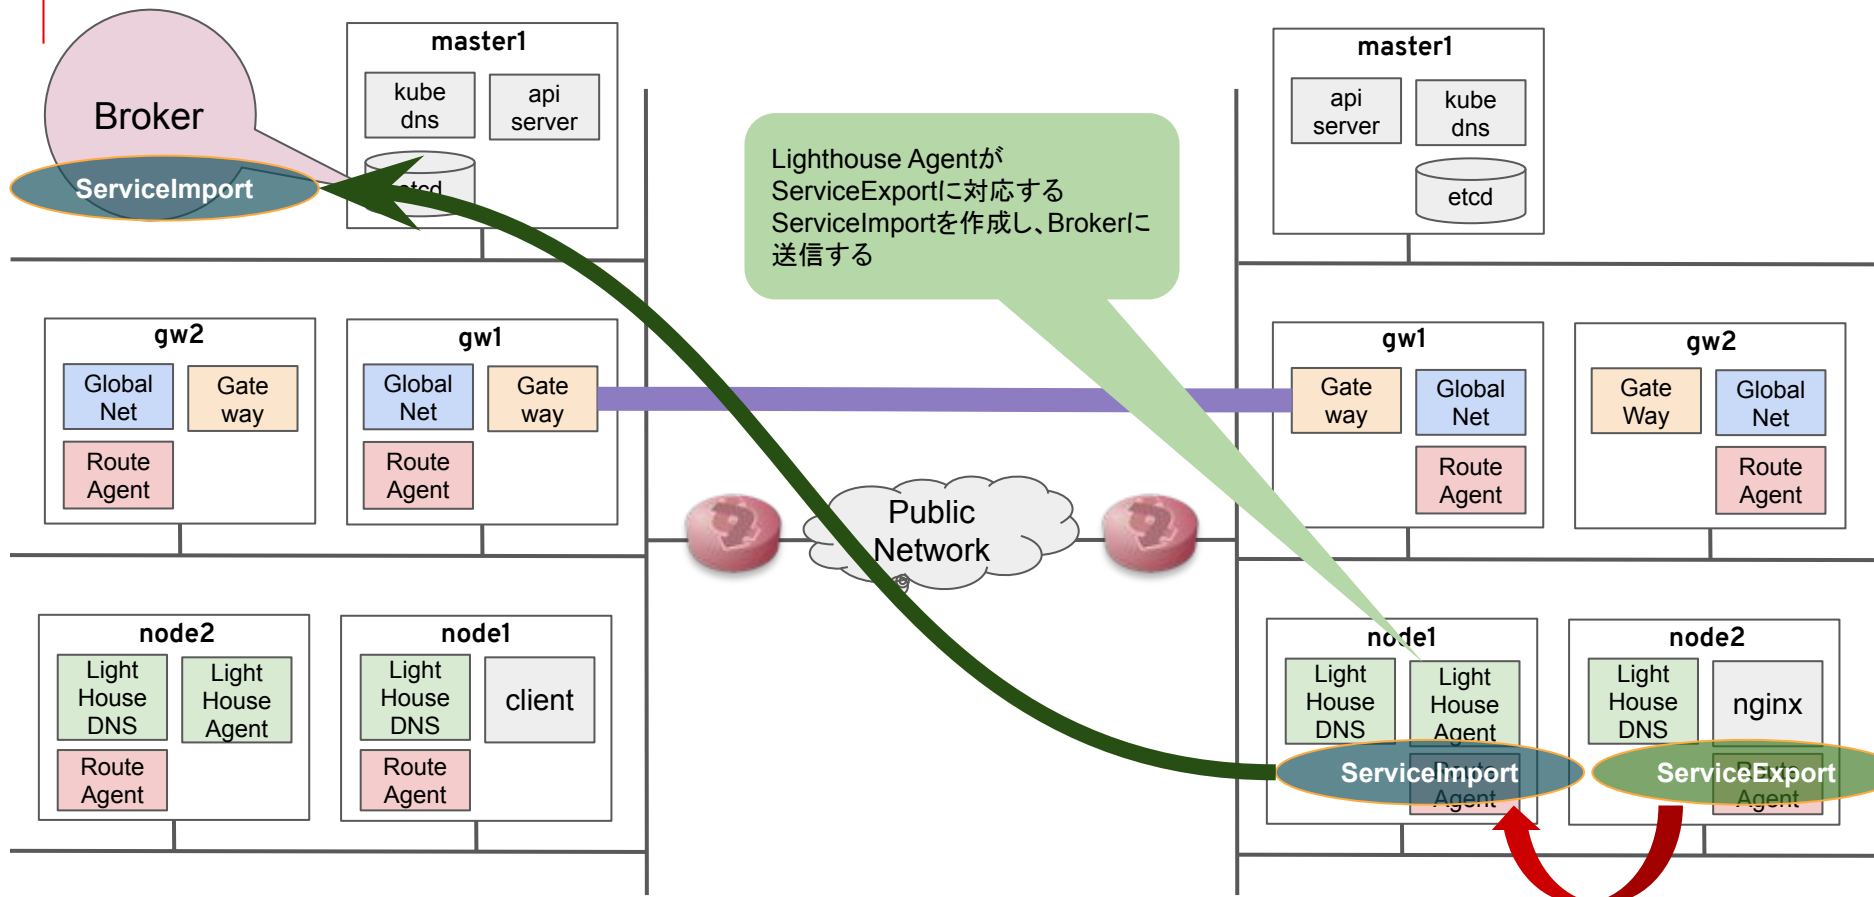 Broker
ServiceImport
master1
kube
dns
api
server
etcd
Lighthouse Agentが
ServiceExportに対応する
ServiceImportを作成し、Brokerに
送信する
master1
api
server
kube
dns
etcd
gw2
Global
Net
Gate
way
Route
Agent
gw1
Global
Net
Gate
way
Route
Agent
Public
Network
gw1
Gate
way
Global
Net
Route
Agent
gw2
Gate
Way
Global
Net
Route
Agent
node2
Light
House
DNS
Light
House
Agent
Route
Agent
node1
Light
House
DNS
client
Route
Agent
node1
Light
House
DNS
Light
House
Agent
Route
Agent
ServiceImport
node2
Light
House
DNS
nginx
Route
Agent
ServiceExport